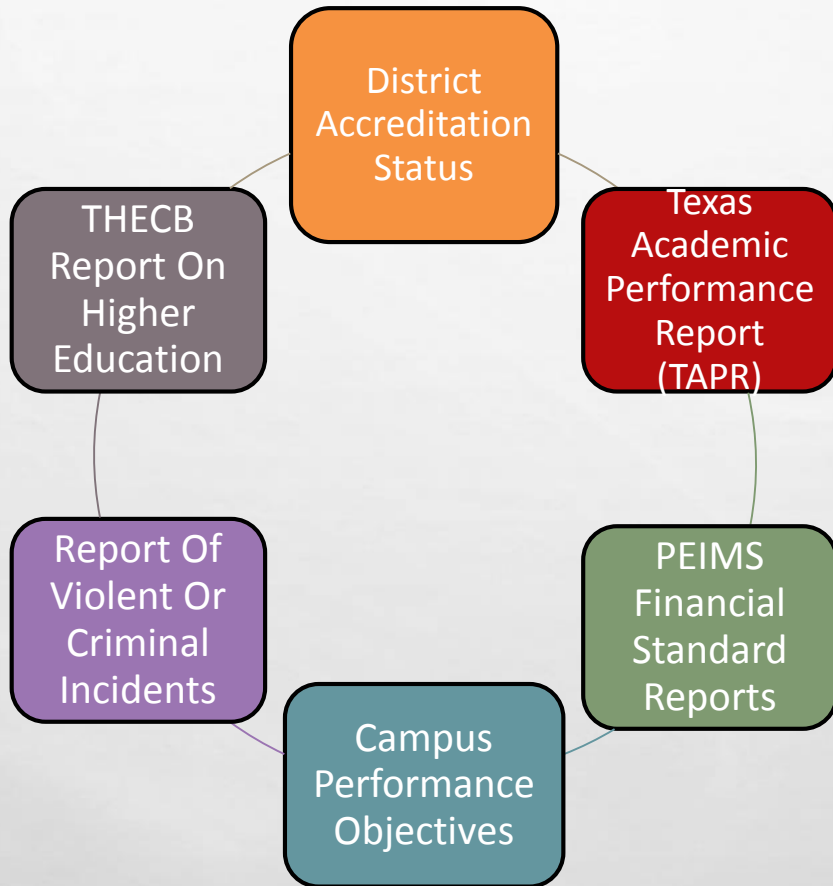 District
Accreditation
Status
Texas
Academic
Performance
Report
(TAPR)
PEIMS
Financial
Standard
Reports
Campus
Performance
Objectives
Report Of
Violent Or
Criminal
Incidents
THECB
Report On
Higher
Education